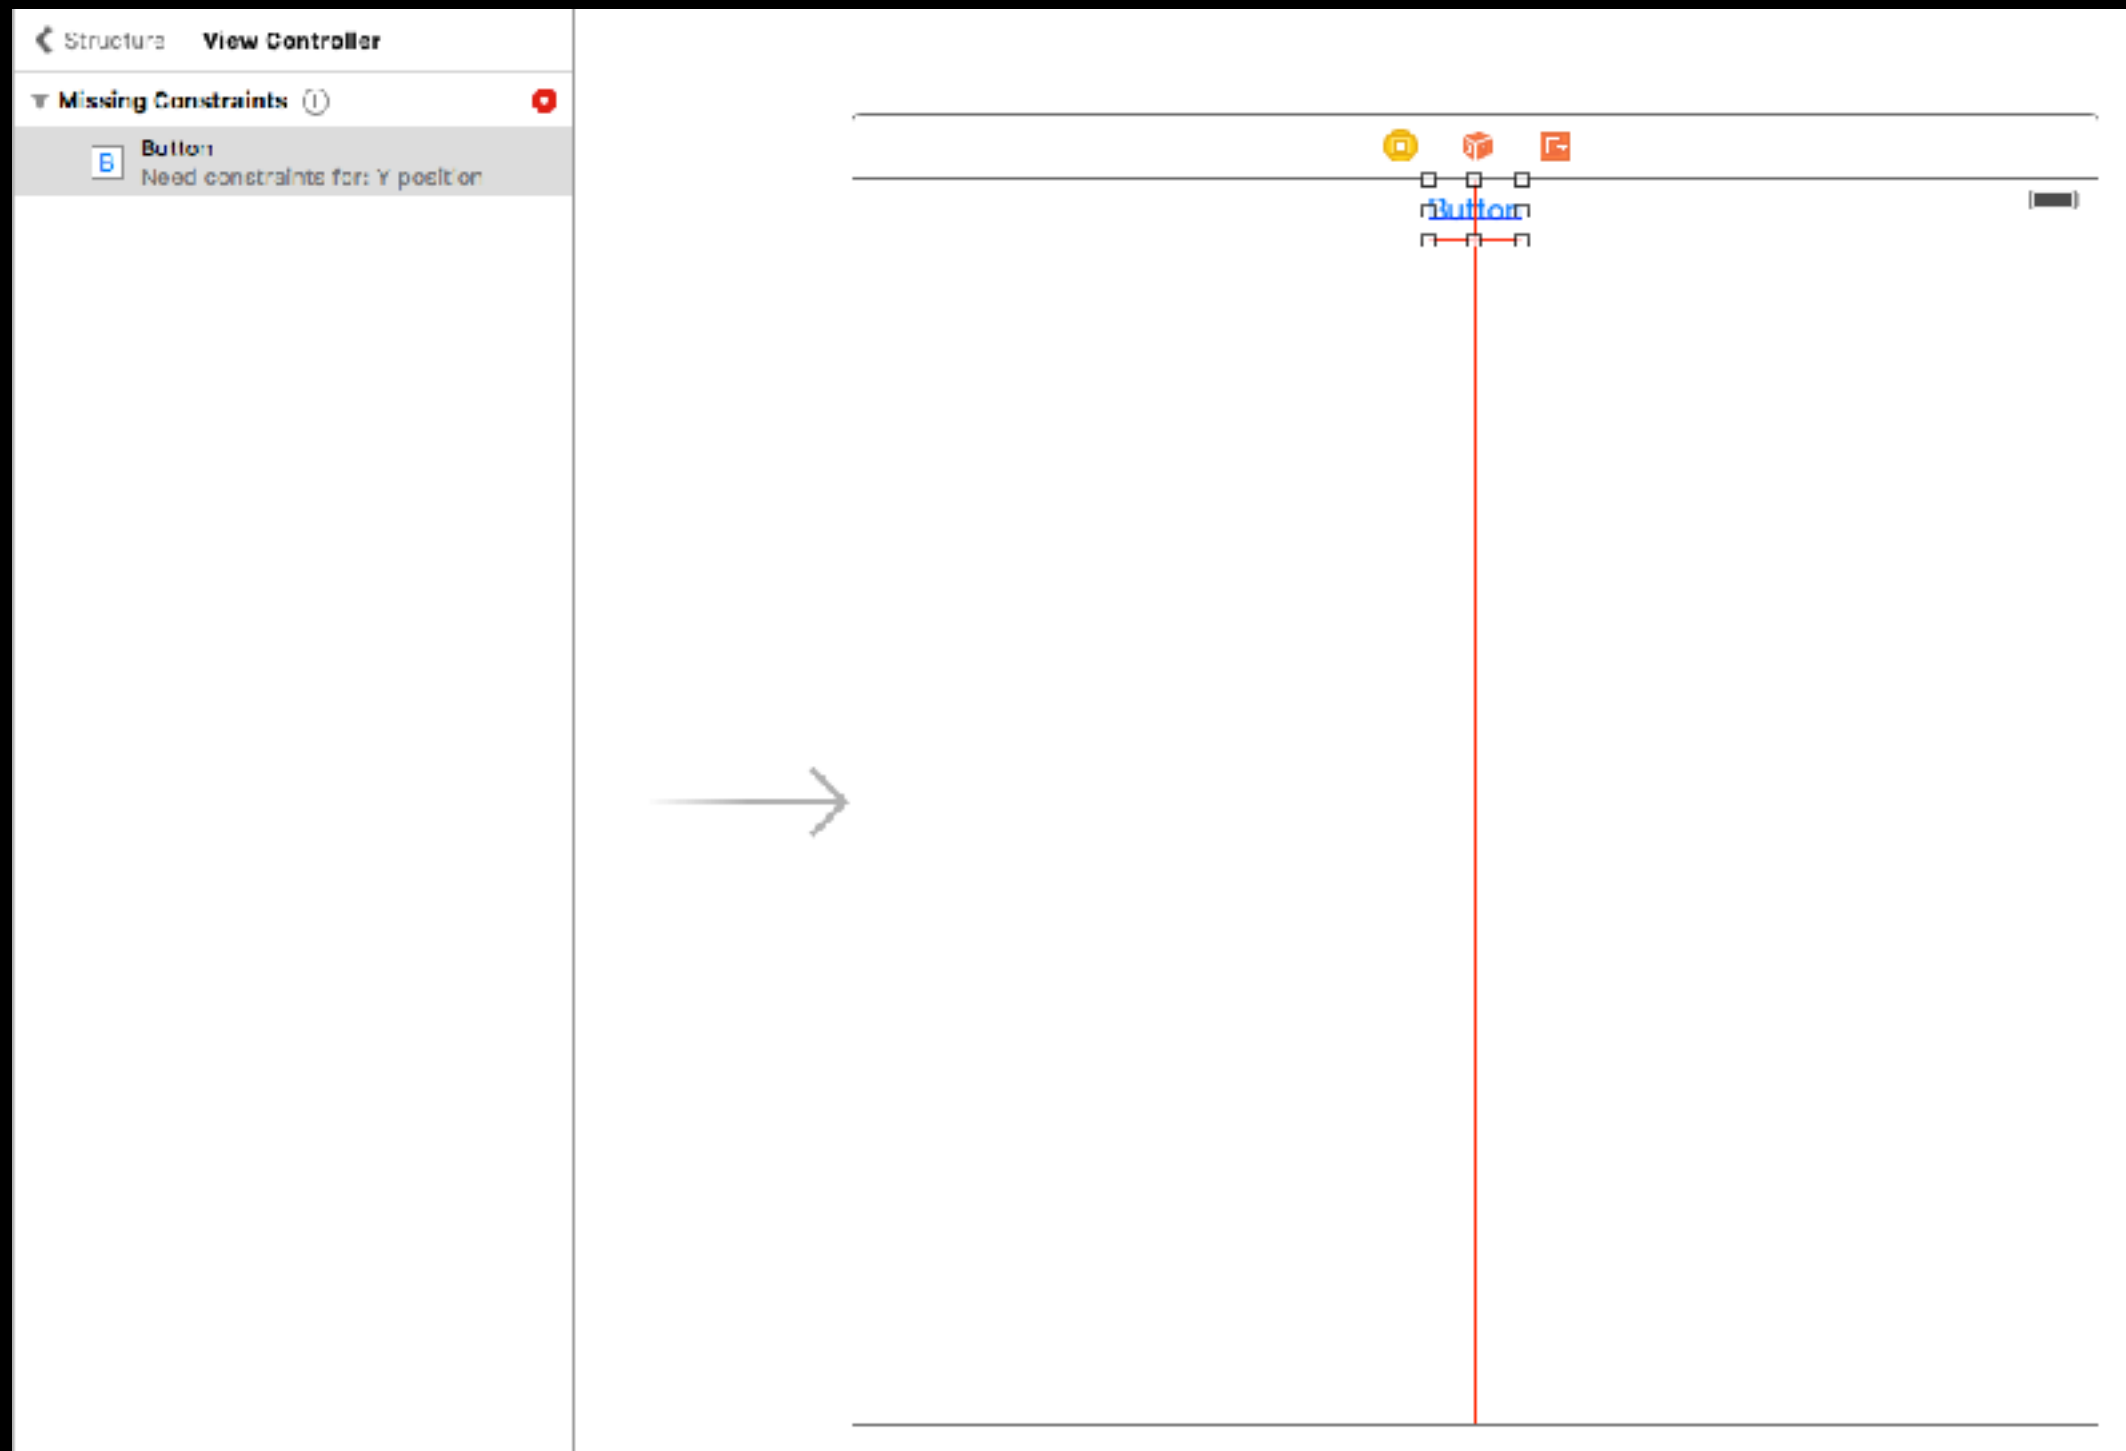 Structure View Controller
Missing Constraints
B
Button
Need constraints for: Y position
Button